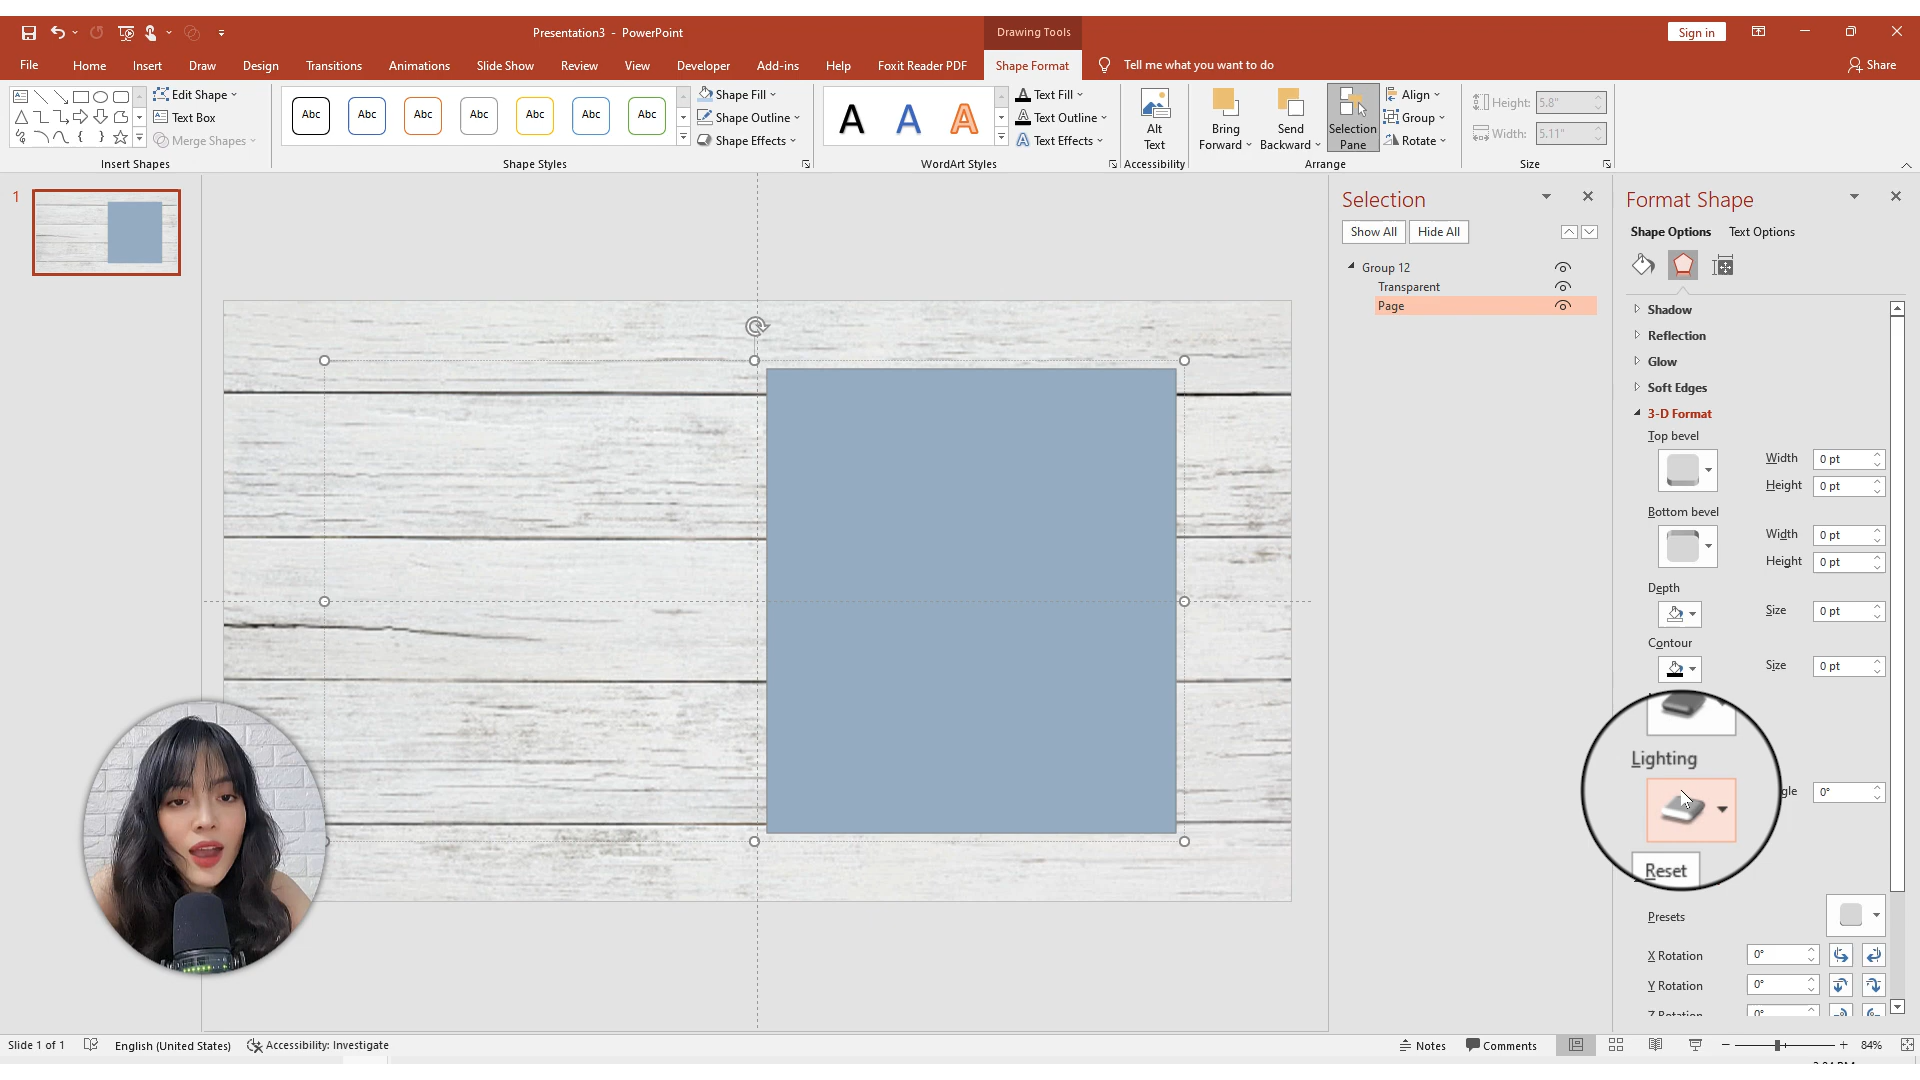 Presentation3 - PowerPoint
Drawing Tools
Sign in
File Home Insert Draw Design Transitions Animations Slide Show Review View Developer Add-ins Help Foxit Reader PDF Shape Format Tell me what you want to do Share
Edit Shape
Text Box
Merge Shapes
Insert Shapes
Abc Abc Abc Abc Abc Abc Abc
Shape Fill
Shape Outline
Shape Effects
Shape Styles
A A A
Text Fill
Text Outline
Text Effects
WordArt Styles
Alt
Text
Accessibility
Bring
Forward
Send
Backward
Selection
Pane
Align
Group
Rotate
Arrange
Height: 5.8"
Width: 5.11"
Size
1
Selection
Show All Hide All
Group 12
Transparent
Page
Format Shape
Shape Options Text Options
Shadow
Reflection
Glow
Soft Edges
3-D Format
Top bevel
Width 0 pt
Height 0 pt
Bottom bevel
Width 0 pt
Height 0 pt
Depth
Size 0 pt
Contour
Size 0 pt
Lighting
gle 0°
Reset
Presets
X Rotation 0°
Y Rotation 0°
Z Rotation 0°
Slide 1 of 1 English (United States) Accessibility: Investigate
Notes Comments 84%